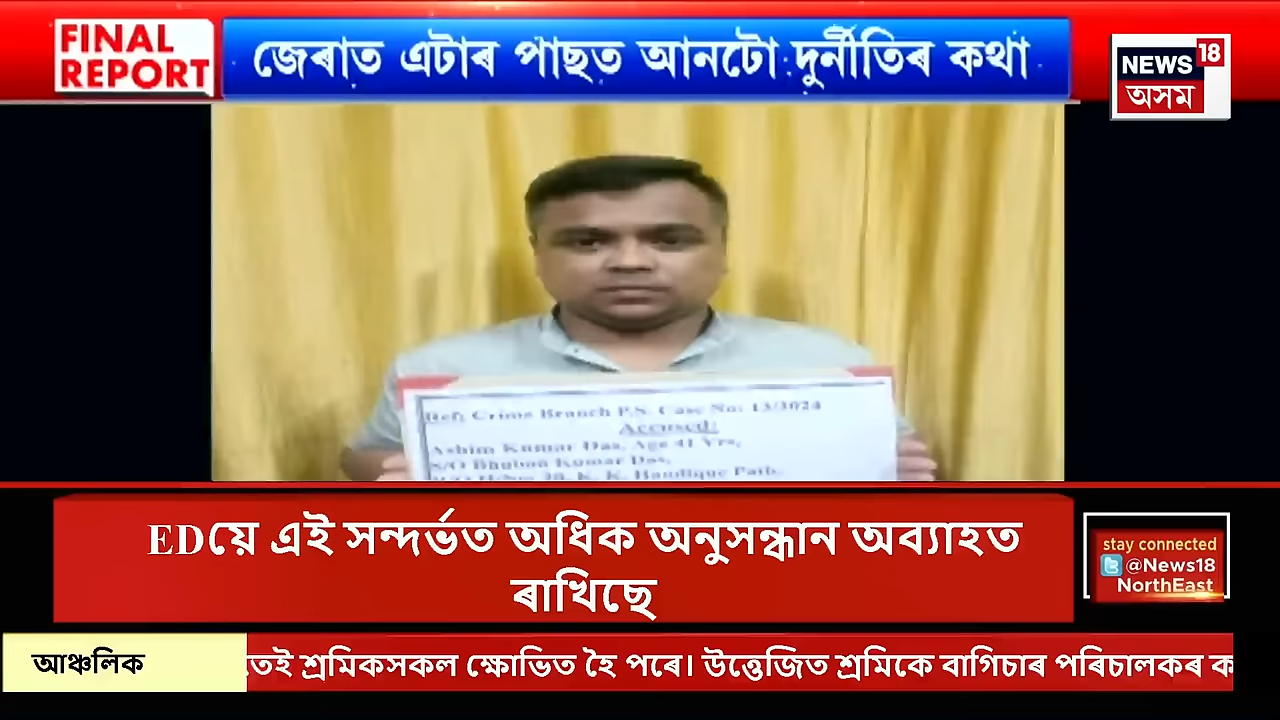 FINAL
REPORT
জেৰাত এটাৰ পাছত আনটো দুৰ্নীতিৰ কথা
NEWS 18
অসম
Ref: Crime Branch P.S. Case No: 13/2024
Accused:
Ashim Kumar Das, Age 41 Yrs,
S/O Bhuban Kumar Das,
K. K. Handique Path.
EDয়ে এই সন্দৰ্ভত অধিক অনুসন্ধান অব্যাহত
ৰাখিছে
stay connected
@News18
NorthEast
আঞ্চলিক
তেই শ্ৰমিকসকল ক্ষোভিত হৈ পৰে। উত্তেজিত শ্ৰমিকে বাগিচাৰ পৰিচালকৰ ক